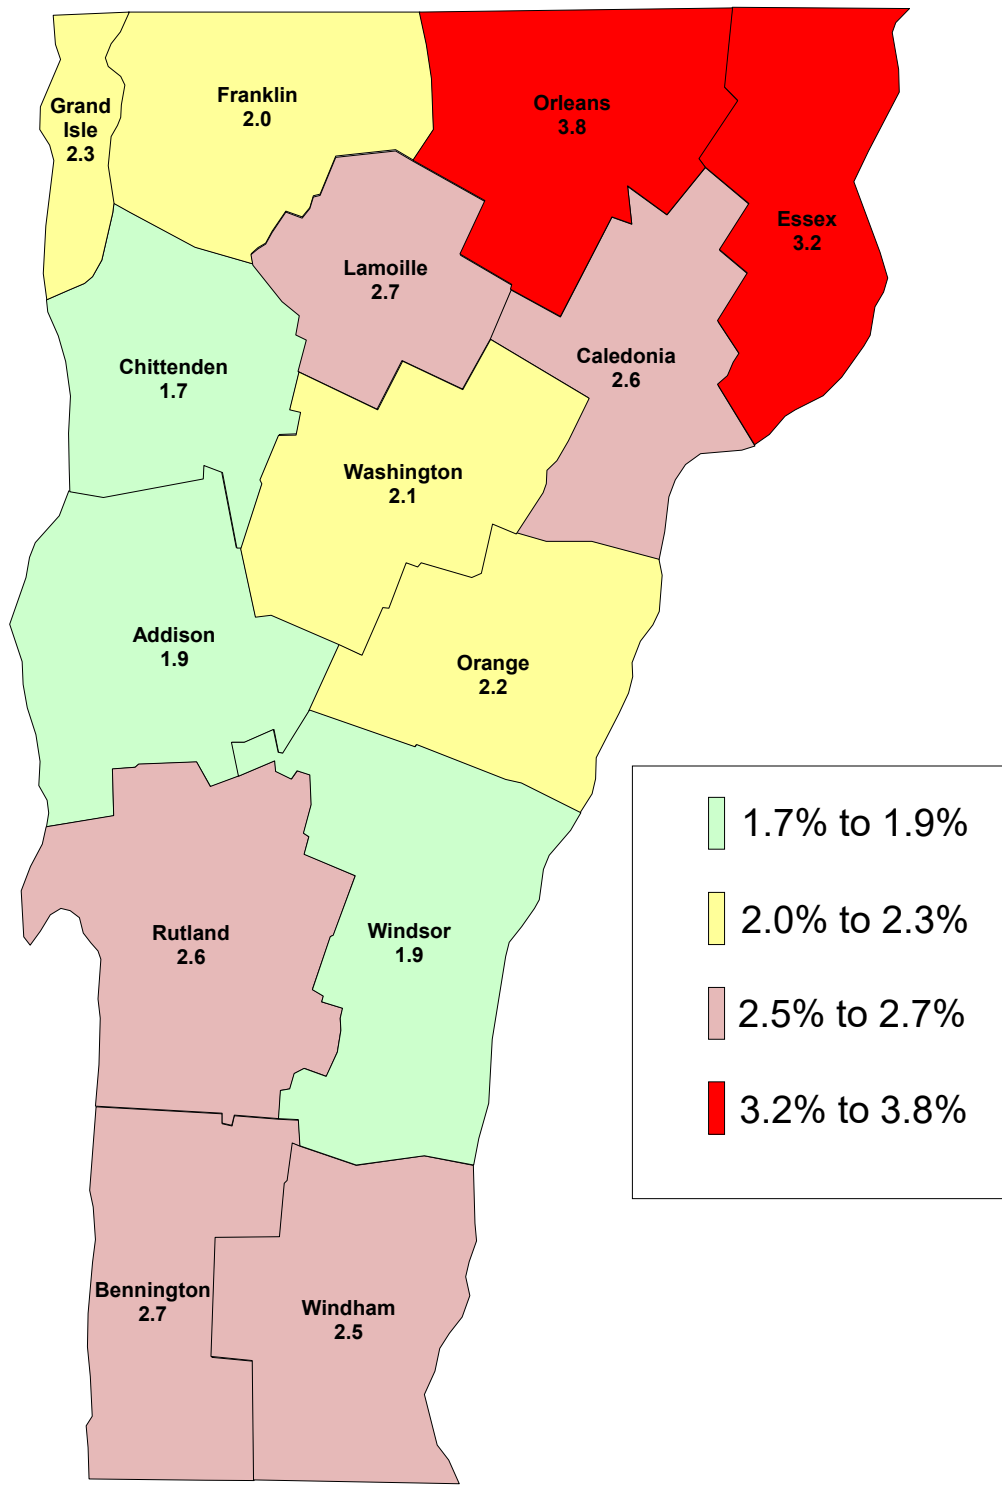 Grand
Isle
2.3
Franklin
2.0
Orleans
3.8
Essex
3.2
Lamoille
2.7
Chittenden
1.7
Caledonia
2.6
Washington
2.1
Addison
1.9
Orange
2.2
Rutland
2.6
Windsor
1.9
Bennington
2.7
Windham
2.5
1.7% to 1.9%
2.0% to 2.3%
2.5% to 2.7%
3.2% to 3.8%